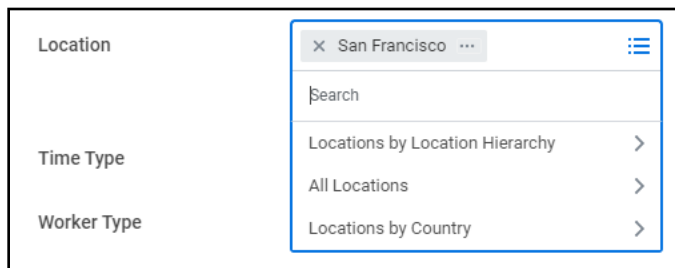 Location
× San Francisco ...
Search
Locations by Location Hierarchy
Time Type
All Locations
Worker Type
Locations by Country